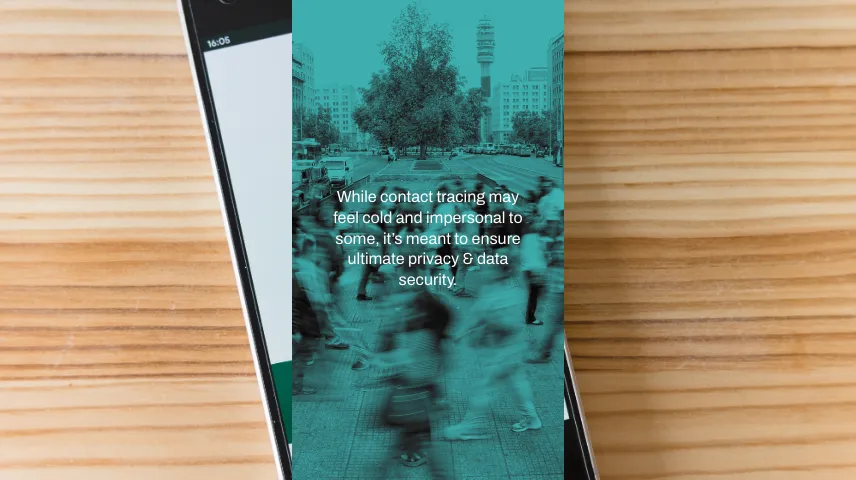 16:05
While contact tracing may
feel cold and impersonal to
some, it's meant to ensure
ultimate privacy & data
security.